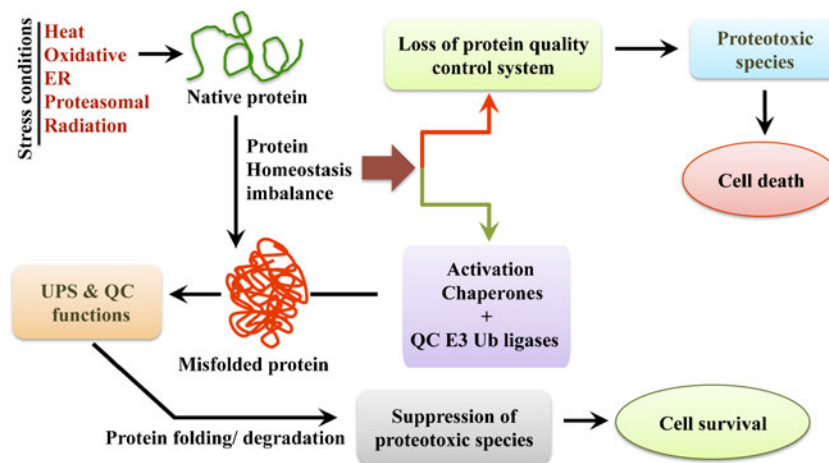 Stress conditions
Heat
Oxidative
ER
Proteasomal
Radiation
Native protein
Loss of protein quality
control system
Proteotoxic
species
Protein
Homeostasis
imbalance
Cell death
UPS & QC
functions
Misfolded protein
Activation
Chaperones
+
QC E3 Ub ligases
Protein folding/ degradation
Suppression of
proteotoxic species
Cell survival